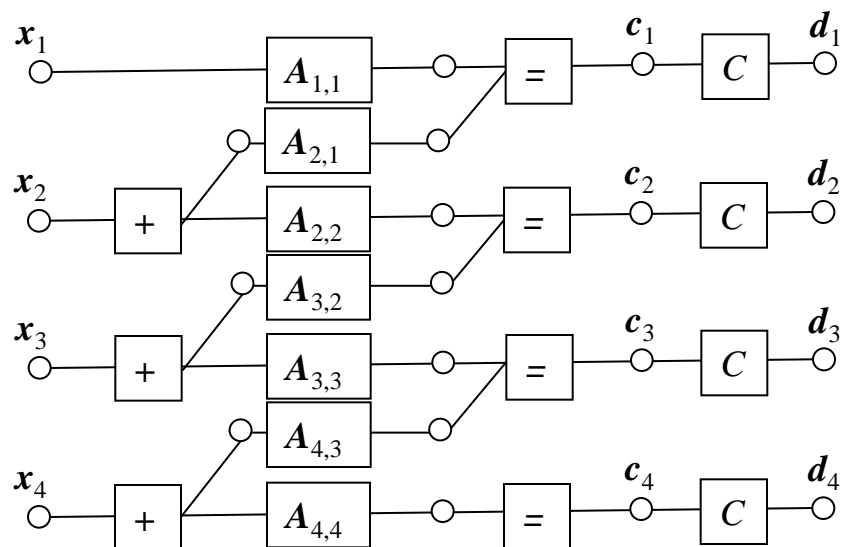 x1 A1,1 = c1 C d1
A2,1
x2 + A2,2 = c2 C d2
A3,2
x3 + A3,3 = c3 C d3
A4,3
x4 + A4,4 = c4 C d4